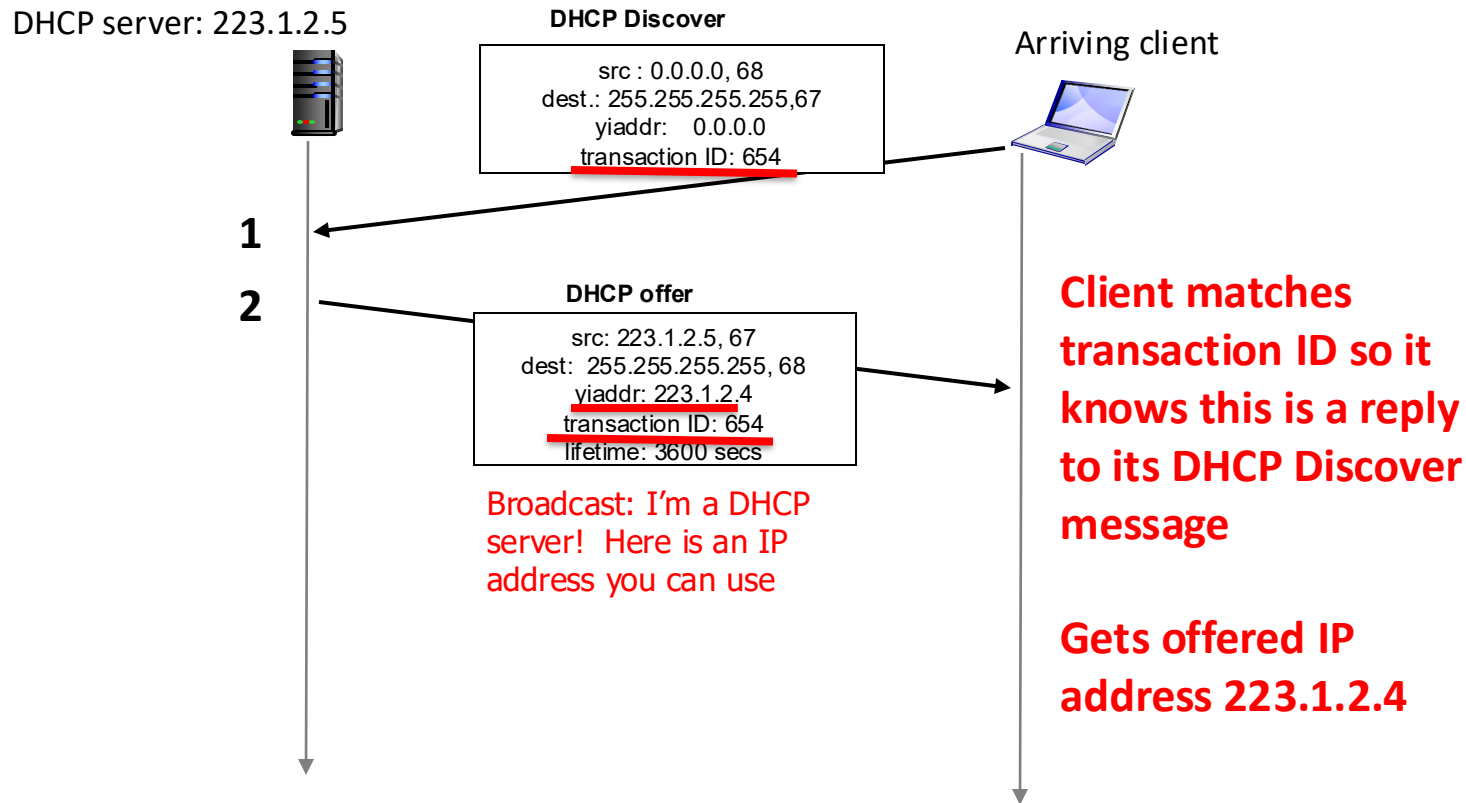 DHCP server: 223.1.2.5
DHCP Discover
Arriving client
src : 0.0.0.0, 68
dest.: 255.255.255.255,67
yiaddr: 0.0.0.0
transaction ID: 654
1
2
DHCP offer
src: 223.1.2.5, 67
dest: 255.255.255.255, 68
yiaddr: 223.1.2.4
transaction ID: 654
lifetime: 3600 secs
Broadcast: I’m a DHCP
server! Here is an IP
address you can use
Client matches
transaction ID so it
knows this is a reply
to its DHCP Discover
message
Gets offered IP
address 223.1.2.4